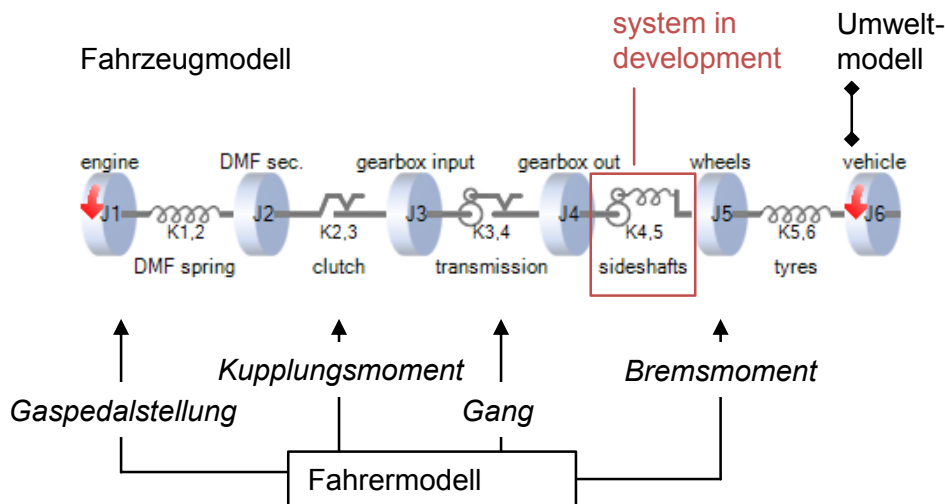 system in
development
Umwelt-
modell
Fahrzeugmodell
engine
DMF sec.
gearbox input
gearbox out
wheels
vehicle
J1
K1,2
J2
K2,3
J3
K3,4
J4
K4,5
J5
K5,6
J6
DMF spring
clutch
transmission
sideshafts
tyres
Kupplungsmoment
Bremsmoment
Gaspedalstellung
Gang
Fahrermodell